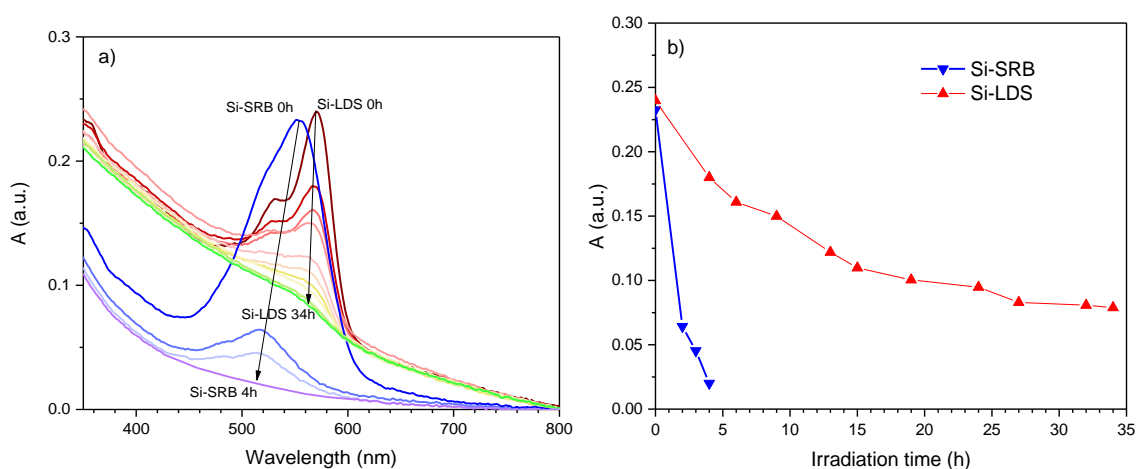 a)
0.3
0.2
0.1
0.0
A (a.u.)
Si-SRB 0h
Si-LDS 0h
Si-LDS 34h
Si-SRB 4h
400
500
600
700
800
Wavelength (nm)
b)
0.30
0.25
0.20
0.15
0.10
0.05
0.00
A (a.u.)
Si-SRB
Si-LDS
0
5
10
15
20
25
30
35
Irradiation time (h)